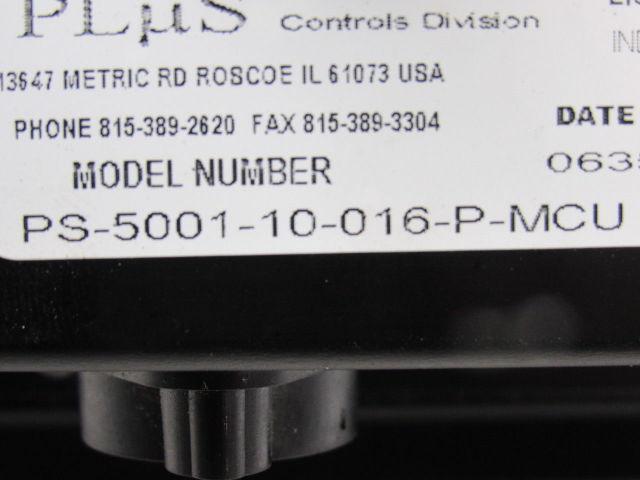 PLµS Controls Division
13647 METRIC RD ROSCOE IL 61073 USA
PHONE 815-389-2620 FAX 815-389-3304
DATE
MODEL NUMBER
PS-5001-10-016-P-MCU